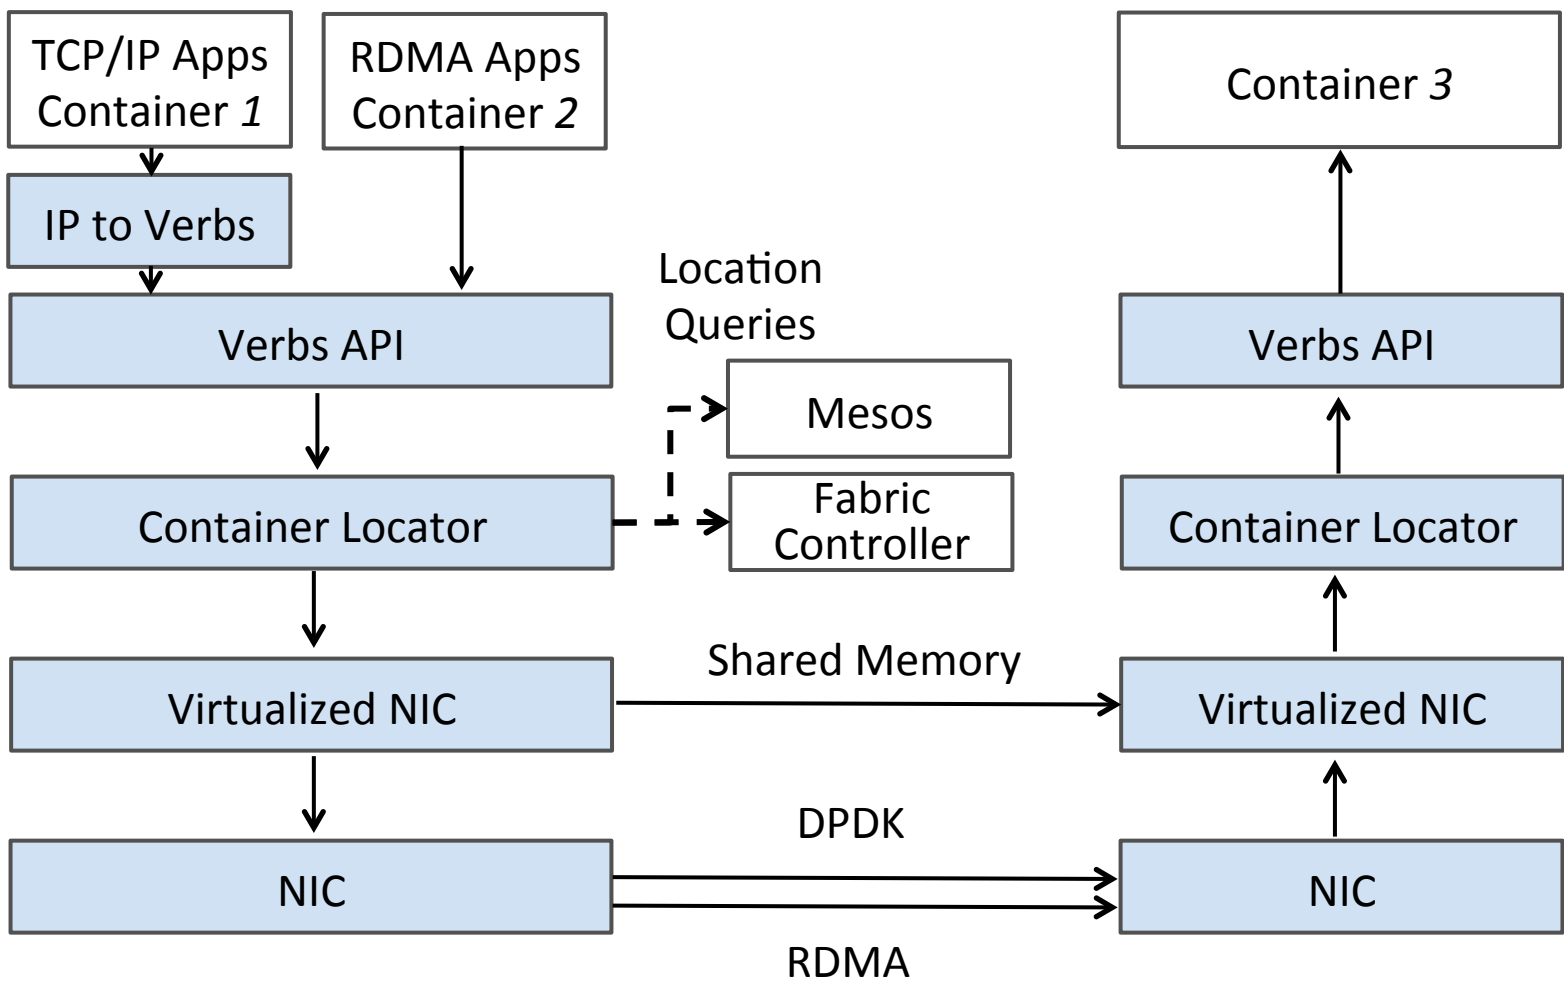 TCP/IP Apps
Container 1
RDMA Apps
Container 2
Container 3
IP to Verbs
Location
Queries
Verbs API
Verbs API
Mesos
Container Locator
Fabric
Controller
Container Locator
Shared Memory
Virtualized NIC
Virtualized NIC
DPDK
NIC
NIC
RDMA